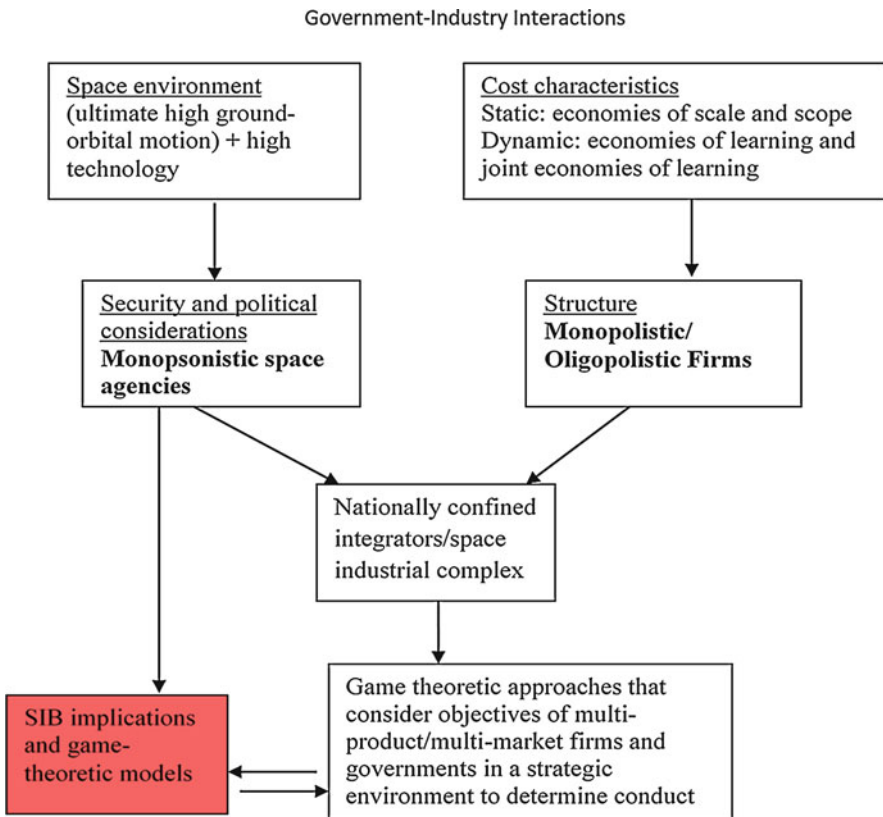 Government-Industry Interactions
Space environment
(ultimate high ground-
orbital motion) + high
technology
Cost characteristics
Static: economies of scale and scope
Dynamic: economies of learning and
joint economies of learning
Security and political
considerations
Monopsonistic space
agencies
Structure
Monopolistic/
Oligopolistic Firms
Nationally confined
integrators/space
industrial complex
SIB implications
and game-
theoretic models
Game theoretic approaches that
consider objectives of multi-
product/multi-market firms and
governments in a strategic
environment to determine conduct